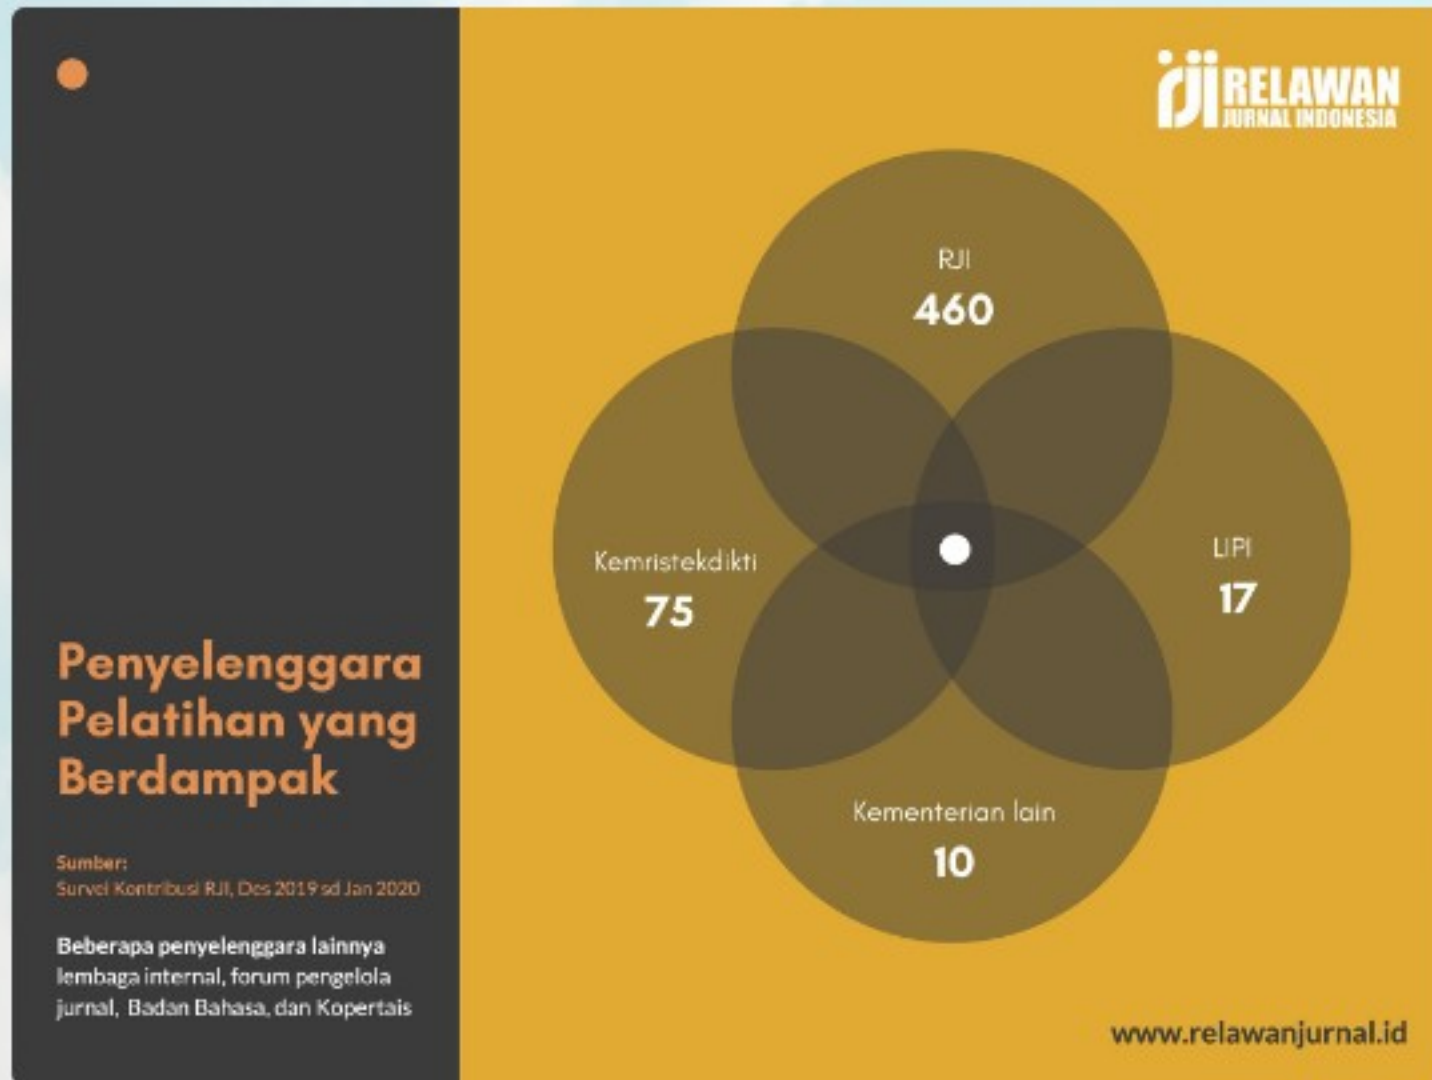 RELAWAN
JURNAL INDONESIA
RJI
460
Kemristekdikti
75
LIPI
17
Kementerian lain
10
Penyelenggara
Pelatihan yang
Berdampak
Sumber:
Survei Kontribusi RJI, Des 2019 sd Jan 2020
Beberapa penyelenggara lainnya
lembaga internal, forum pengelola
jurnal, Badan Bahasa, dan Kopertais
www.relawanjurnal.id